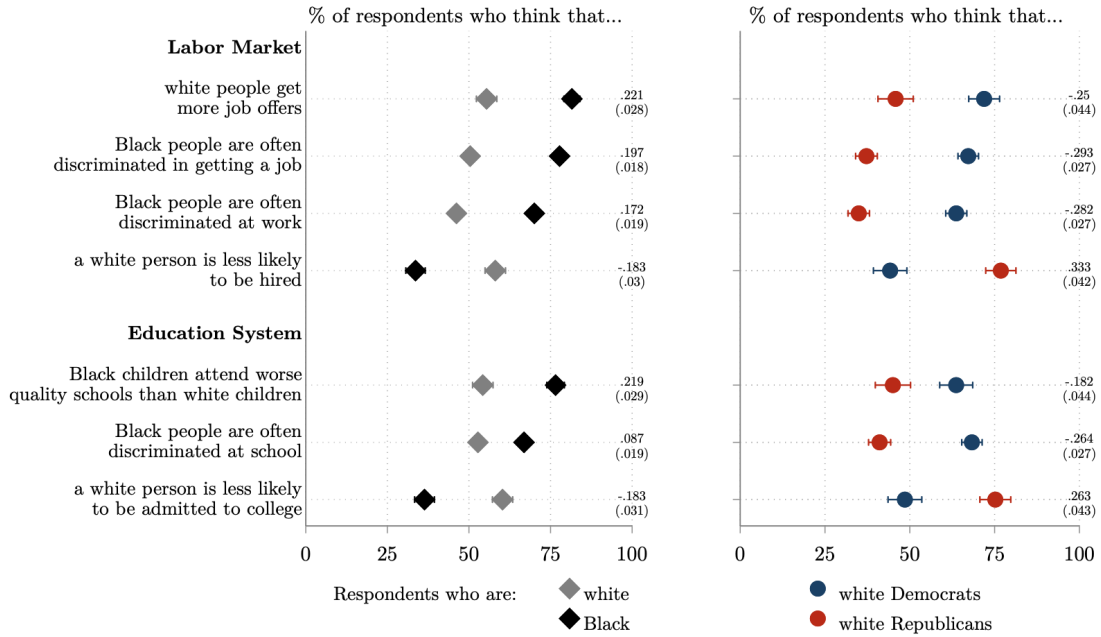 % of respondents who think that...
% of respondents who think that...
Labor Market
white people get
more job offers
.221
(.028)
-.25
(.044)
Black people are often
discriminated in getting a job
.197
(.018)
-.293
(.027)
Black people are often
discriminated at work
.172
(.019)
-.282
(.027)
a white person is less likely
to be hired
-.183
(.03)
.333
(.042)
Education System
Black children attend worse
quality schools than white children
.219
(.029)
-.182
(.044)
Black people are often
discriminated at school
.087
(.019)
-.264
(.027)
a white person is less likely
to be admitted to college
-.183
(.031)
.263
(.043)
0 25 50 75 100
0 25 50 75 100
Respondents who are:
white
Black
white Democrats
white Republicans